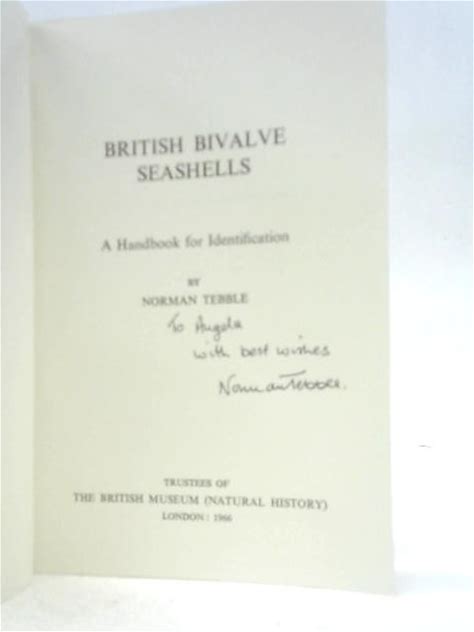 BRITISH BIVALVE
SEASHELLS
A Handbook for Identification
BY
NORMAN TEBBLE
To Angela
with best wishes
Norman Tebble.
TRUSTEES OF
THE BRITISH MUSEUM (NATURAL HISTORY)
LONDON : 1966